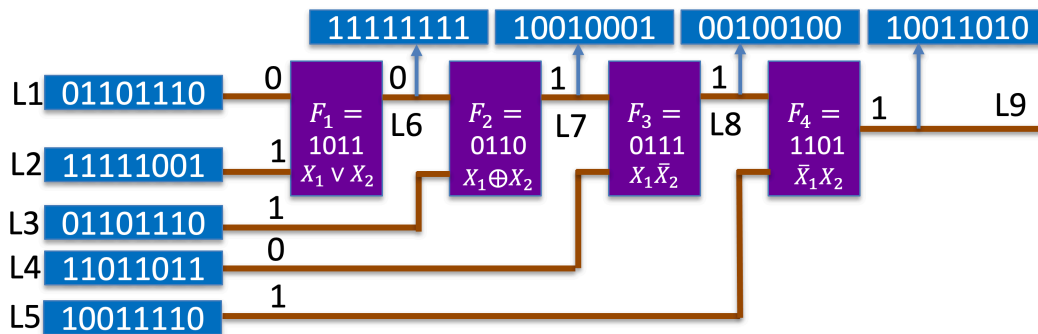 11111111 10010001 00100100 10011010
L1 01101110 0 0 1 1 1 L9
L6 L7 L8
F₁ = F₂ = F₃ = F₄ =
1011 0110 0111 1101
X₁ ∨ X₂ X₁⊕X₂ X₁X̄₂ X̄₁X₂
L2 11111001 1
L3 01101110 1
L4 11011011 0
L5 10011110 1